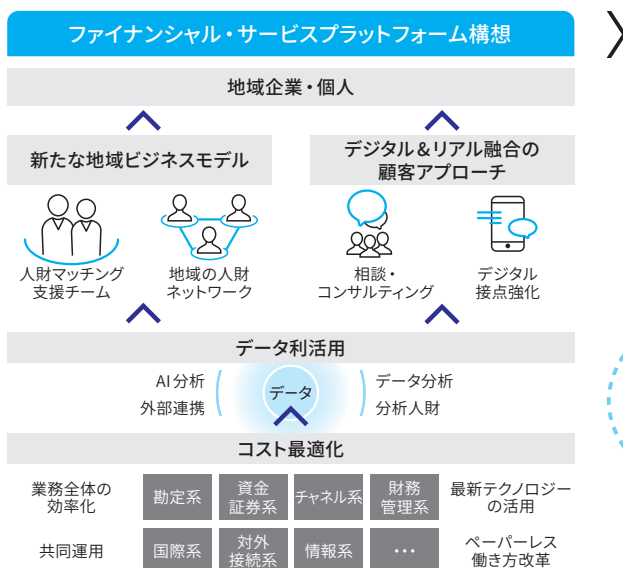 ファイナンシャル・サービスプラットフォーム構想
地域企業・個人
新たな地域ビジネスモデル
デジタル&リアル融合の
顧客アプローチ
人財マッチング
支援チーム
地域の人財
ネットワーク
相談・
コンサルティング
デジタル
接点強化
データ利活用
AI分析
外部連携
データ
データ分析
分析人財
コスト最適化
業務全体の
効率化
勘定系
資金
証券系
チャネル系
財務
管理系
最新テクノロジー
の活用
共同運用
国際系
対外
接続系
情報系
…
ペーパーレス
働き方改革